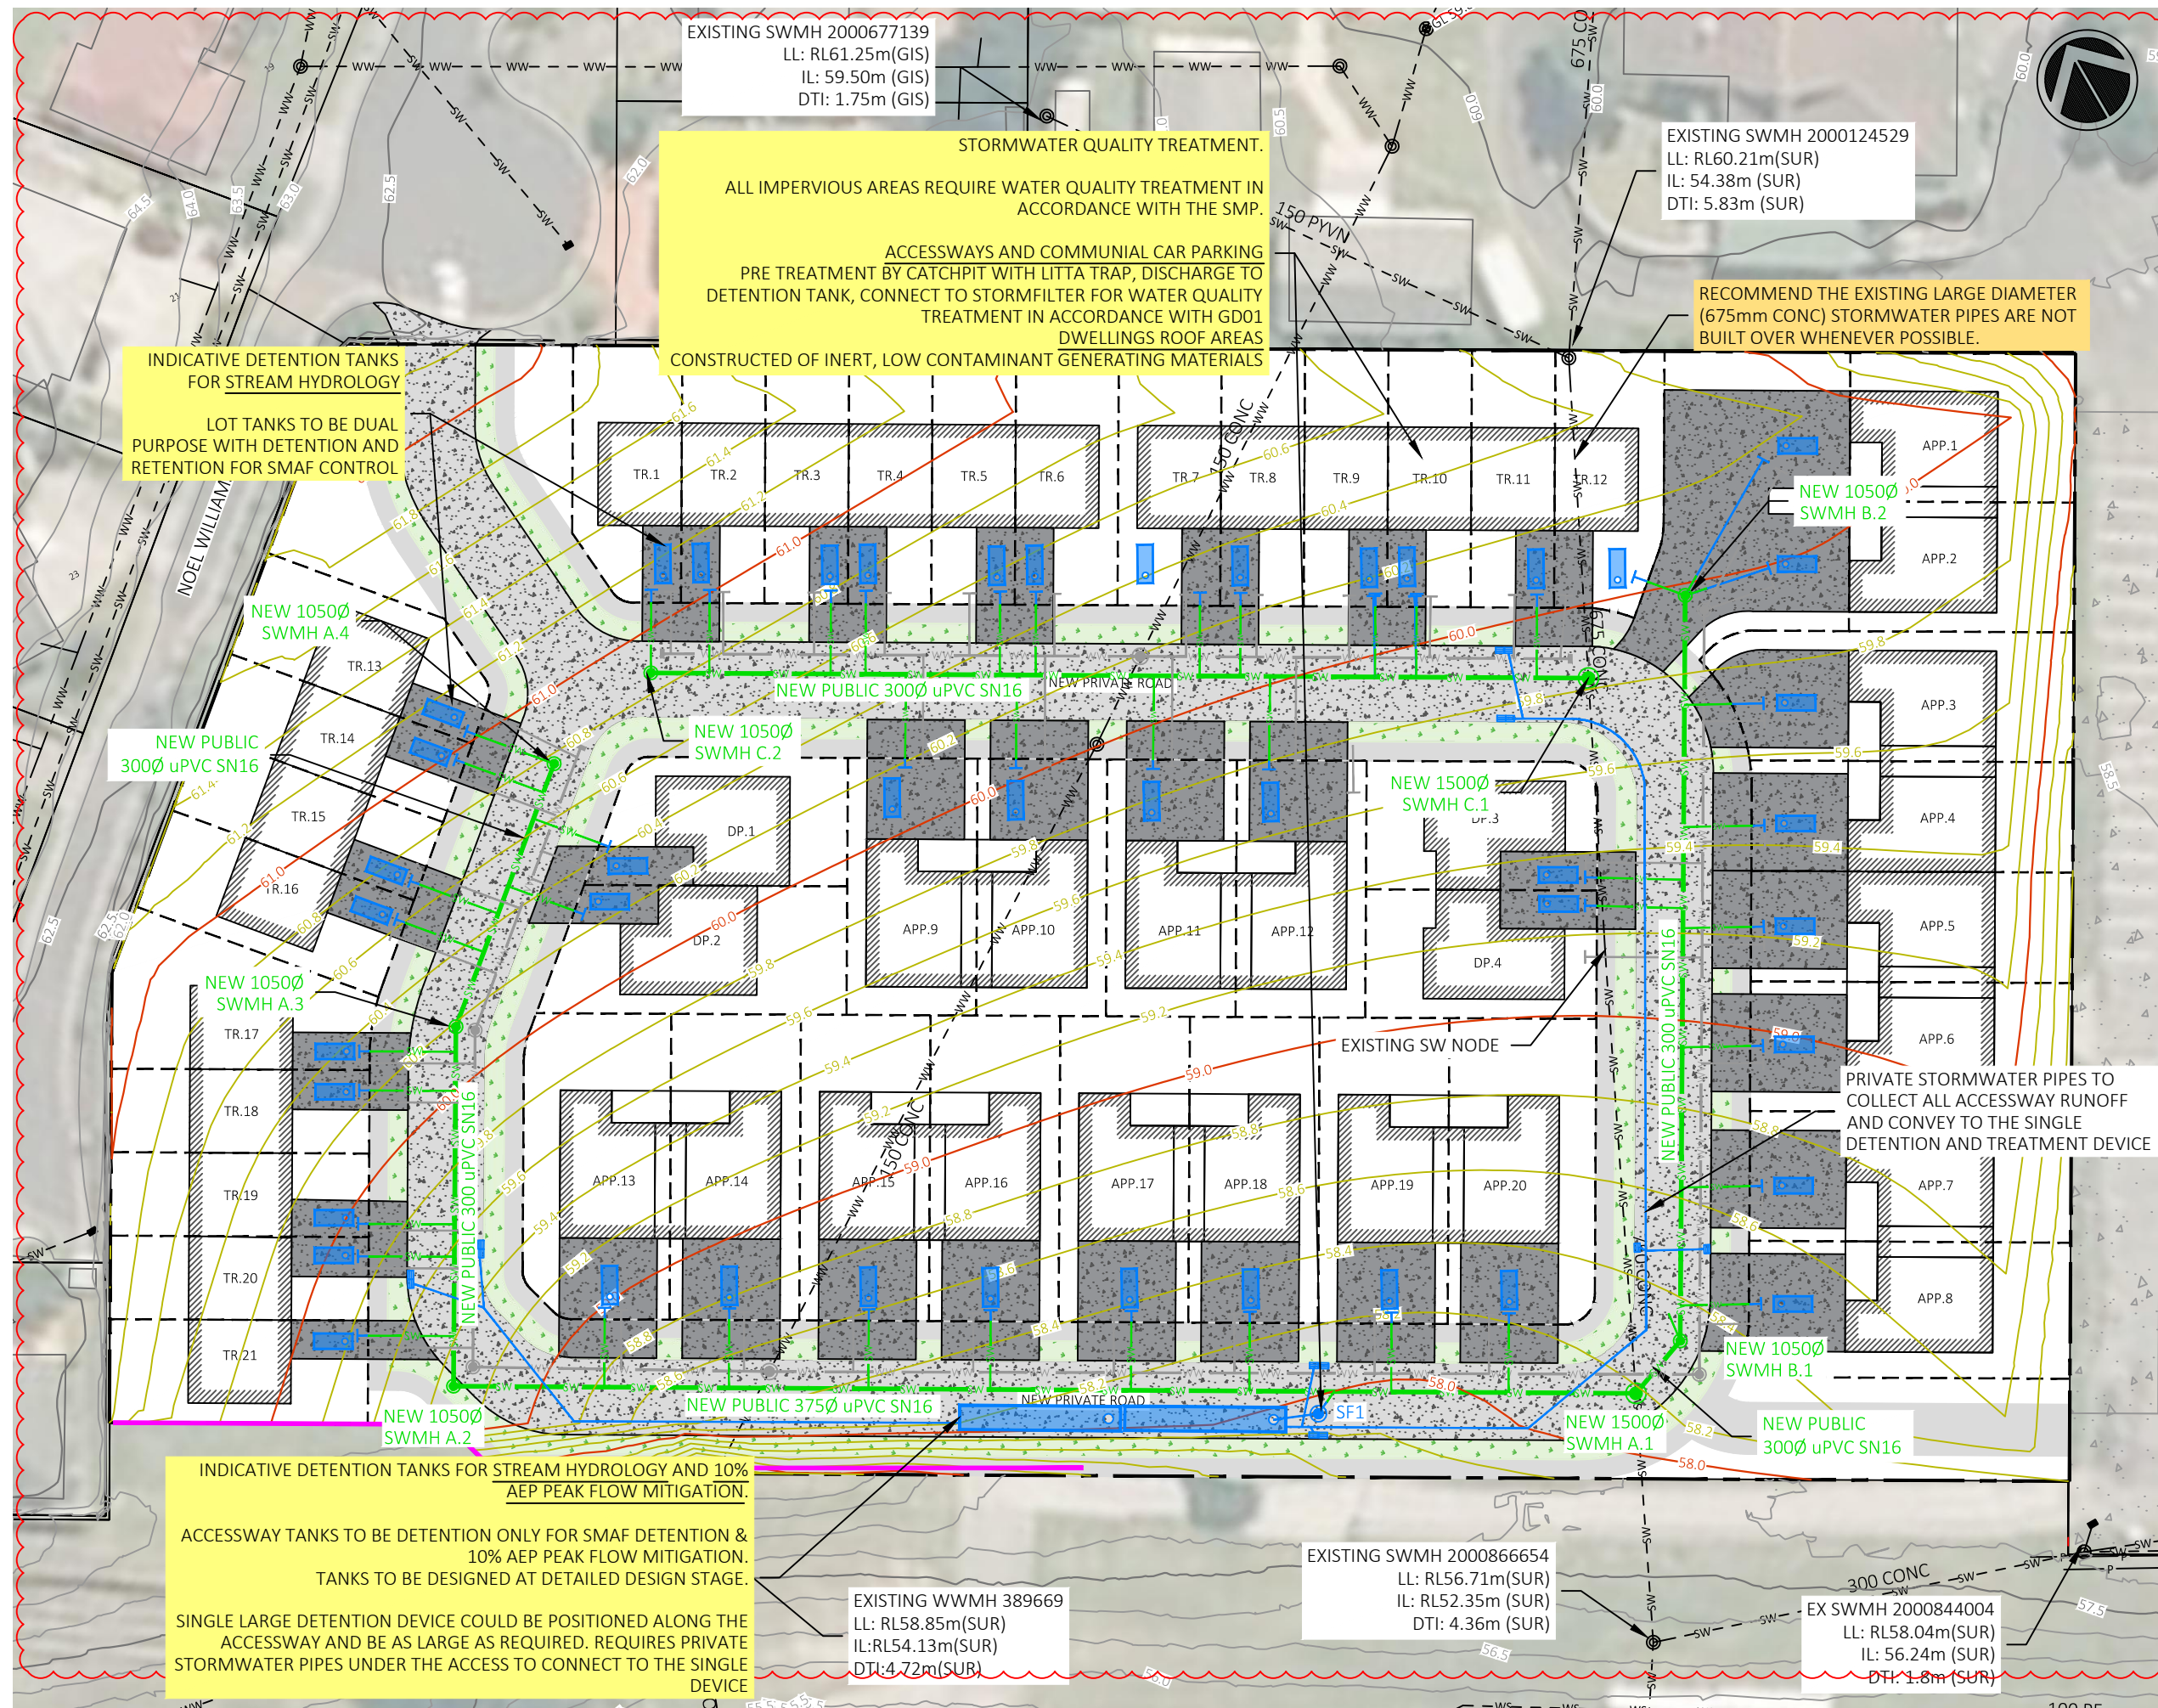 EXISTING SWMH 2000677139
LL: RL61.25m(GIS)
IL: 59.50m (GIS)
DTI: 1.75m (GIS)
STORMWATER QUALITY TREATMENT.
ALL IMPERVIOUS AREAS REQUIRE WATER QUALITY TREATMENT IN
ACCORDANCE WITH THE SMP.
ACCESSWAYS AND COMMUNIAL CAR PARKING
PRE TREATMENT BY CATCHPIT WITH LITTA TRAP, DISCHARGE TO
DETENTION TANK, CONNECT TO STORMFILTER FOR WATER QUALITY
TREATMENT IN ACCORDANCE WITH GD01
DWELLINGS ROOF AREAS
CONSTRUCTED OF INERT, LOW CONTAMINANT GENERATING MATERIALS
EXISTING SWMH 2000124529
LL: RL60.21m(SUR)
IL: 54.38m (SUR)
DTI: 5.83m (SUR)
RECOMMEND THE EXISTING LARGE DIAMETER
(675mm CONC) STORMWATER PIPES ARE NOT
BUILT OVER WHENEVER POSSIBLE.
INDICATIVE DETENTION TANKS
FOR STREAM HYDROLOGY
LOT TANKS TO BE DUAL
PURPOSE WITH DETENTION AND
RETENTION FOR SMAF CONTROL
150 PYVN
675 CO
150 CONC
675 CONC
TR.1
TR.2
TR.3
TR.4
TR.5
TR.6
TR.7
TR.8
TR.9
TR.10
TR.11
TR.12
APP.1
APP.2
NEW 1050Ø
SWMH B.2
NEW 1050Ø
SWMH A.4
TR.13
TR.14
TR.15
TR.16
NEW PUBLIC
300Ø uPVC SN16
NEW PUBLIC 300Ø uPVC SN16
NEW PRIVATE ROAD
NEW 1050Ø
SWMH C.2
NEW 1500Ø
SWMH C.1
DP.1
DP.2
DP.3
DP.4
APP.3
APP.4
APP.5
APP.6
APP.7
APP.8
APP.9
APP.10
APP.11
APP.12
NEW 1050Ø
SWMH A.3
TR.17
TR.18
TR.19
TR.20
TR.21
EXISTING SW NODE
NEW PUBLIC 300 uPVC SN16
NEW PUBLIC 300 uPVC SN16
PRIVATE STORMWATER PIPES TO
COLLECT ALL ACCESSWAY RUNOFF
AND CONVEY TO THE SINGLE
DETENTION AND TREATMENT DEVICE
150 CONC
APP.13
APP.14
APP.15
APP.16
APP.17
APP.18
APP.19
APP.20
NEW 1050Ø
SWMH B.1
NEW 1050Ø
SWMH A.2
NEW PUBLIC 375Ø uPVC SN16
NEW PRIVATE ROAD
SF1
NEW 1500Ø
SWMH A.1
NEW PUBLIC
300Ø uPVC SN16
INDICATIVE DETENTION TANKS FOR STREAM HYDROLOGY AND 10%
AEP PEAK FLOW MITIGATION.
ACCESSWAY TANKS TO BE DETENTION ONLY FOR SMAF DETENTION &
10% AEP PEAK FLOW MITIGATION.
TANKS TO BE DESIGNED AT DETAILED DESIGN STAGE.
SINGLE LARGE DETENTION DEVICE COULD BE POSITIONED ALONG THE
ACCESSWAY AND BE AS LARGE AS REQUIRED. REQUIRES PRIVATE
STORMWATER PIPES UNDER THE ACCESS TO CONNECT TO THE SINGLE
DEVICE
EXISTING WWMH 389669
LL: RL58.85m(SUR)
IL:RL54.13m(SUR)
DTI:4.72m(SUR)
EXISTING SWMH 2000866654
LL: RL56.71m(SUR)
IL: RL52.35m (SUR)
DTI: 4.36m (SUR)
300 CONC
EX SWMH 2000844004
LL: RL58.04m(SUR)
IL: 56.24m (SUR)
DTI: 1.8m (SUR)